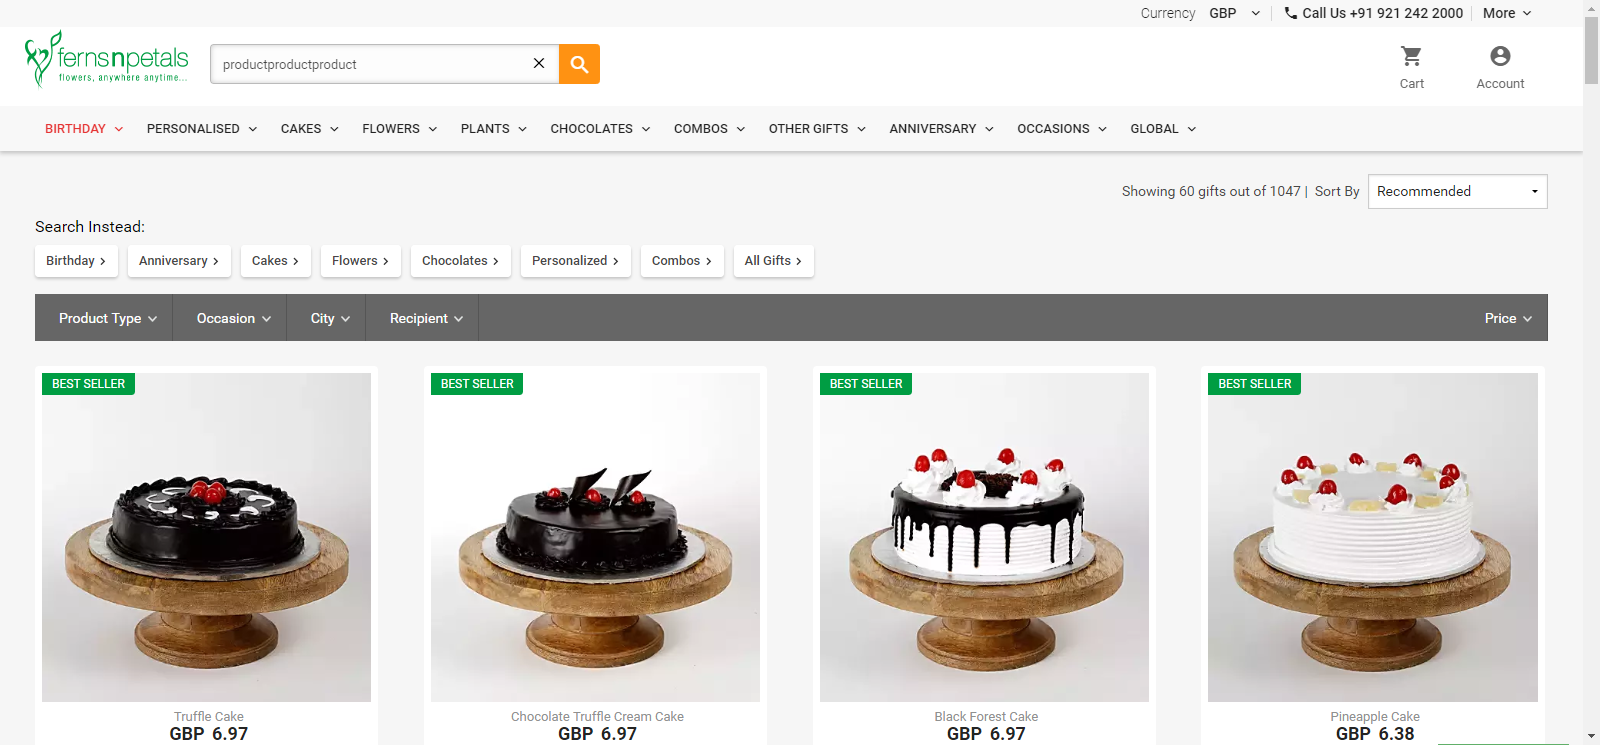 Currency GBP Call Us +91 921 242 2000 More
fernsnpetals
flowers, anywhere anytime...
productproductproduct
Cart Account
BIRTHDAY PERSONALISED CAKES FLOWERS PLANTS CHOCOLATES COMBOS OTHER GIFTS ANNIVERSARY OCCASIONS GLOBAL
Showing 60 gifts out of 1047 | Sort By Recommended
Search Instead:
Birthday Anniversary Cakes Flowers Chocolates Personalized Combos All Gifts
Product Type Occasion City Recipient Price
BEST SELLER BEST SELLER BEST SELLER BEST SELLER
Truffle Cake Chocolate Truffle Cream Cake Black Forest Cake Pineapple Cake
GBP 6.97 GBP 6.97 GBP 6.97 GBP 6.38